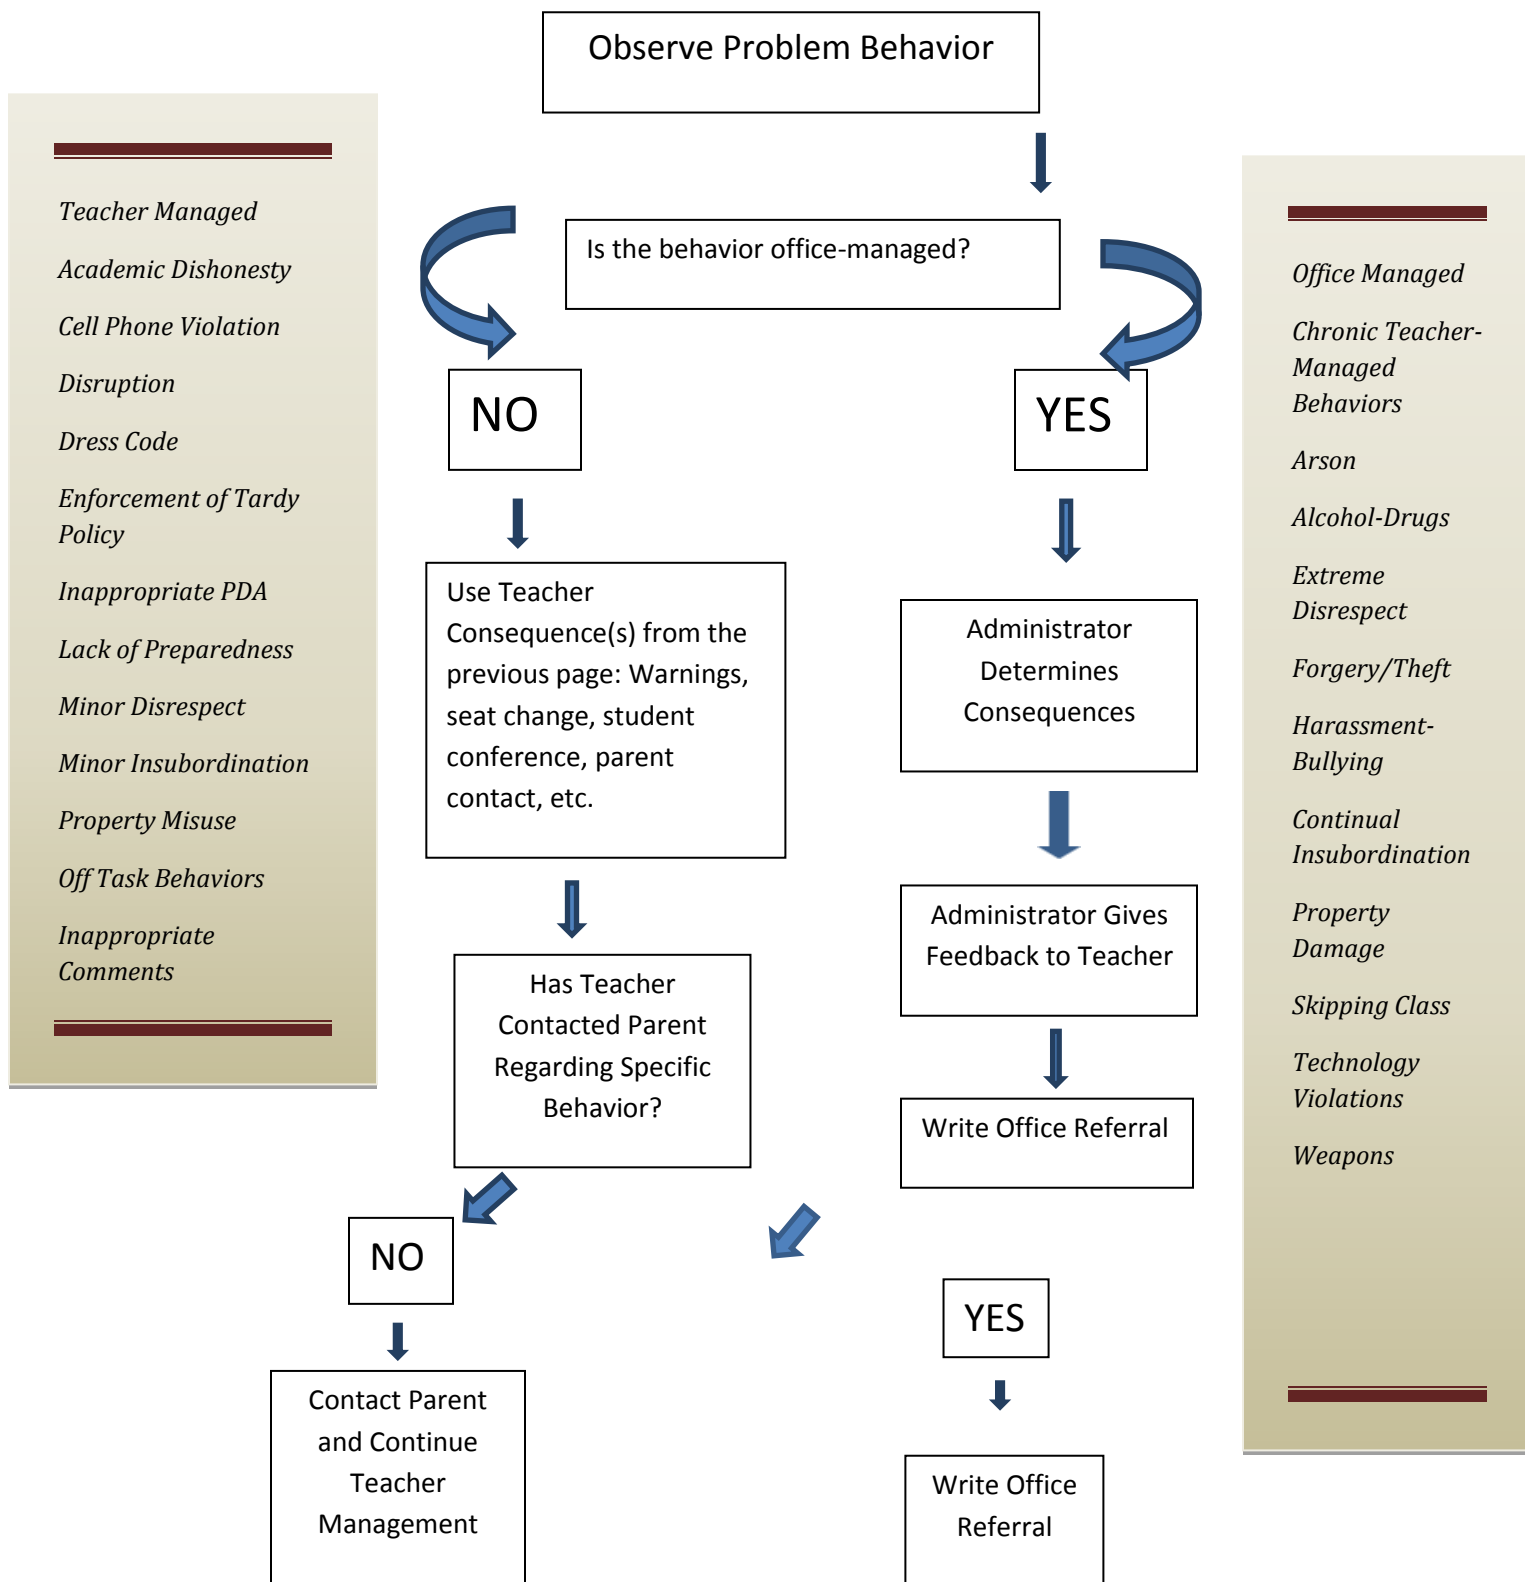 Observe Problem Behavior
Teacher Managed
Academic Dishonesty
Cell Phone Violation
Disruption
Dress Code
Enforcement of Tardy
Policy
Inappropriate PDA
Lack of Preparedness
Minor Disrespect
Minor Insubordination
Property Misuse
Off Task Behaviors
Inappropriate
Comments
Is the behavior office-managed?
NO
YES
Use Teacher
Consequence(s) from the
previous page: Warnings,
seat change, student
conference, parent
contact, etc.
Administrator
Determines
Consequences
Administrator Gives
Feedback to Teacher
Has Teacher
Contacted Parent
Regarding Specific
Behavior?
Write Office Referral
NO
YES
Contact Parent
and Continue
Teacher
Management
Write Office
Referral
Office Managed
Chronic Teacher-
Managed
Behaviors
Arson
Alcohol-Drugs
Extreme
Disrespect
Forgery/Theft
Harassment-
Bullying
Continual
Insubordination
Property
Damage
Skipping Class
Technology
Violations
Weapons